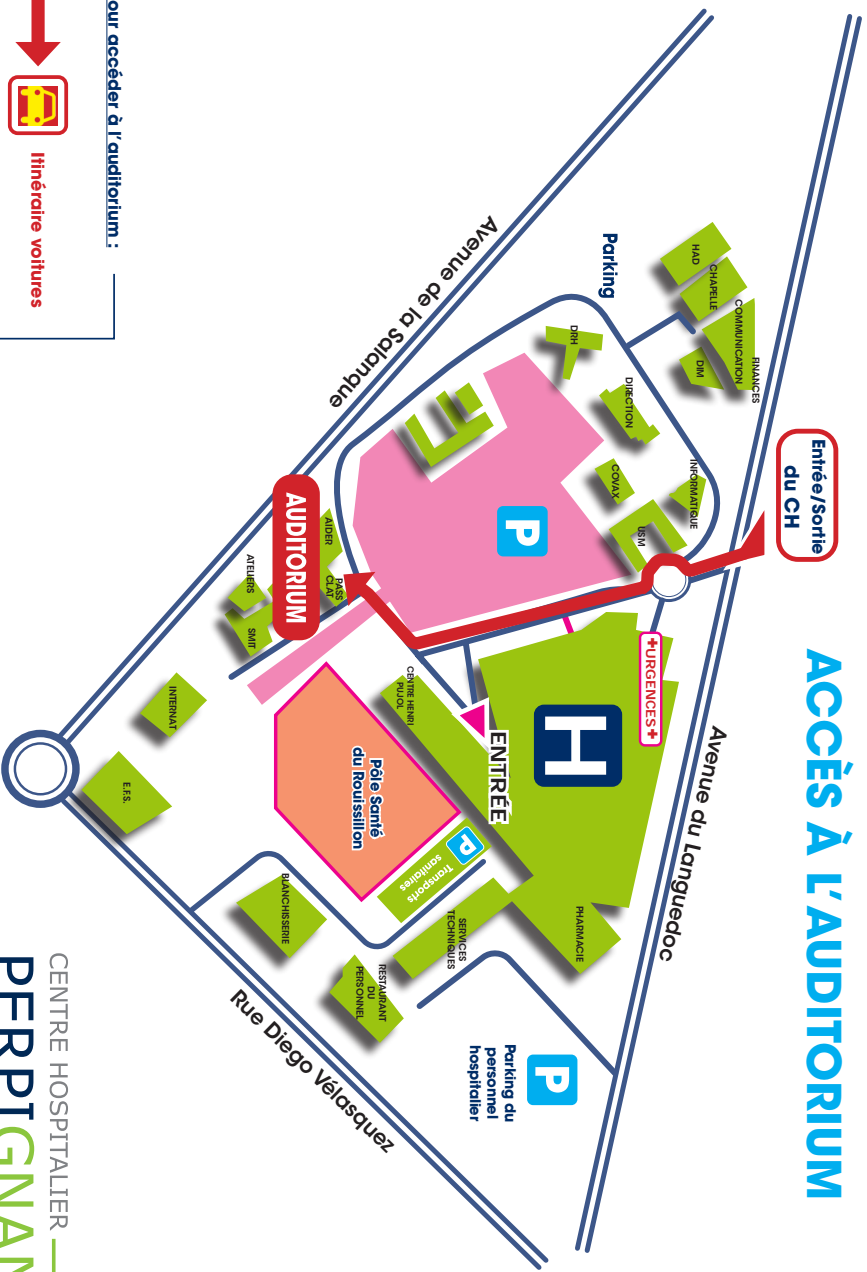 ACCÈS À L'AUDITORIUM
Entrée/Sortie
du CH
Avenue du Languedoc
FINANCES
COMMUNICATION
CHAPELLE
HAD
DIM
Parking
DRH
DIRECTION
INFORMATIQUE
COVAX
USM
+URGENCES+
H
P
ENTRÉE
PHARMACIE
Parking du
personnel
hospitalier
P
SERVICES
TECHNIQUES
P
Transports
sanitaires
CENTRE HENRI
PUJOL
Pôle Santé
du Rouissillon
RESTAURANT
DU
PERSONNEL
BLANCHISSERIE
Rue Diego Vélasquez
Avenue de la Salanque
AUDITORIUM
AIDER
PASS
CLAT
ATELIERS
SMIT
INTERNAT
E.F.S.
our accéder à l'auditorium :
Itinéraire voitures
CENTRE HOSPITALIER
PERPIGNAN